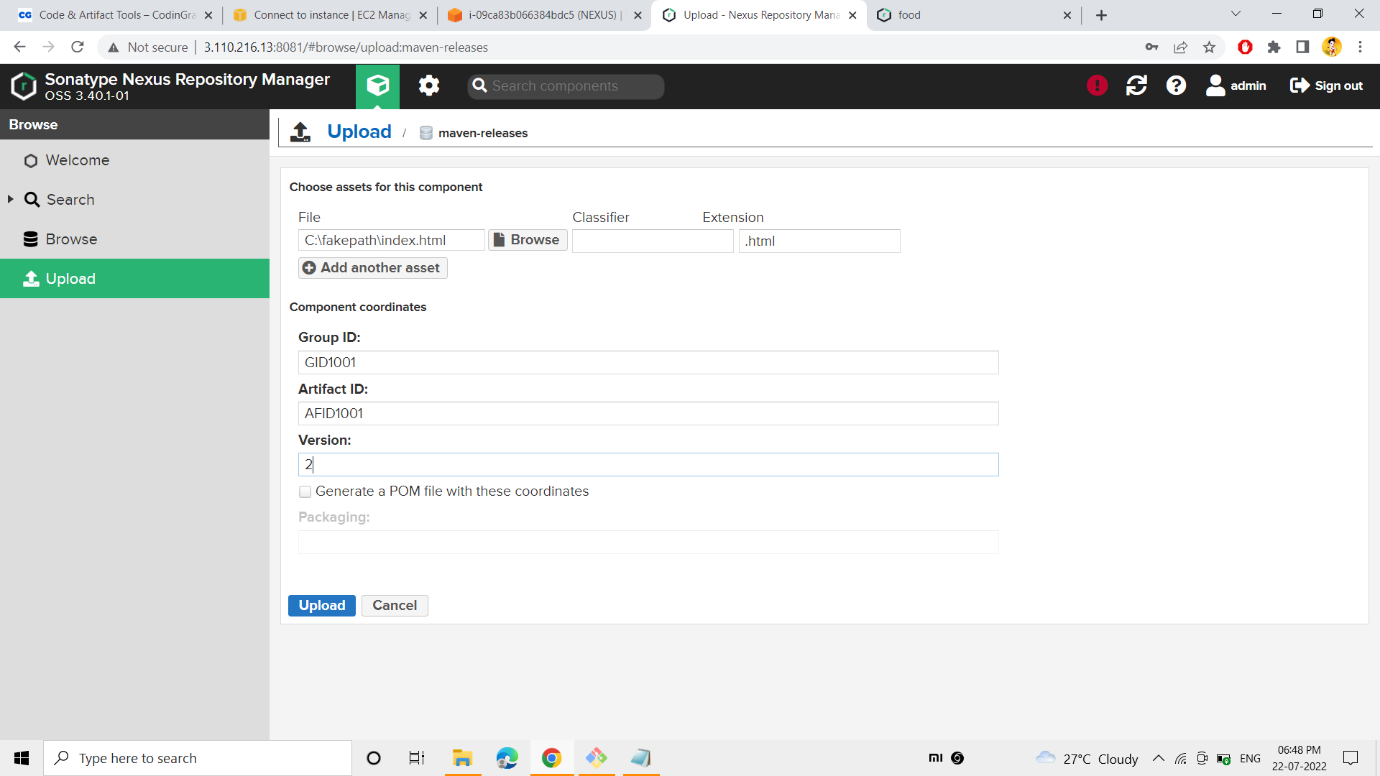 CG Code & Artifact Tools – CodinGra
Connect to instance | EC2 Manag
i-09ca83b066384bdc5 (NEXUS) |
Upload - Nexus Repository Mana
food
Not secure | 3.110.216.13:8081/#browse/upload:maven-releases
Sonatype Nexus Repository Manager
OSS 3.40.1-01
Search components
admin
Sign out
Browse
Upload / maven-releases
Welcome
Search
Browse
Upload
Choose assets for this component
File Classifier Extension
C:\fakepath\index.html Browse .html
Add another asset
Component coordinates
Group ID:
GID1001
Artifact ID:
AFID1001
Version:
2
Generate a POM file with these coordinates
Packaging:
Upload Cancel
Type here to search
27°C Cloudy
ENG
06:48 PM
22-07-2022